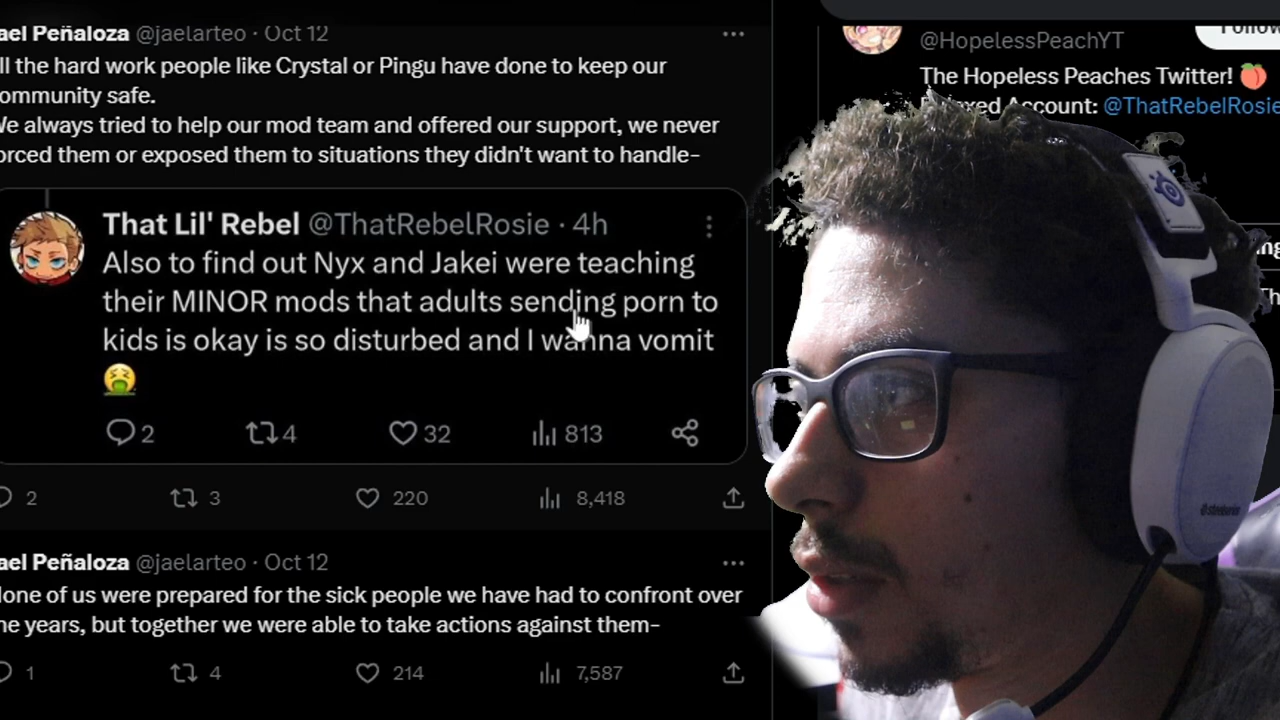 ael Peñaloza @jaelarteo · Oct 12
ll the hard work people like Crystal or Pingu have done to keep our
ommunity safe.
We always tried to help our mod team and offered our support, we never
orced them or exposed them to situations they didn't want to handle-
That Lil' Rebel @ThatRebelRosie · 4h
Also to find out Nyx and Jakei were teaching
their MINOR mods that adults sending porn to
kids is okay is so disturbed and I wanna vomit
🤮
2 4 32 813
2 3 220 8,418
ael Peñaloza @jaelarteo · Oct 12
None of us were prepared for the sick people we have had to confront over
he years, but together we were able to take actions against them-
1 4 214 7,587
@HopelessPeachYT
Follow
The Hopeless Peaches Twitter! 🍑
Account: @ThatRebelRosie
ng
Th
steelseries